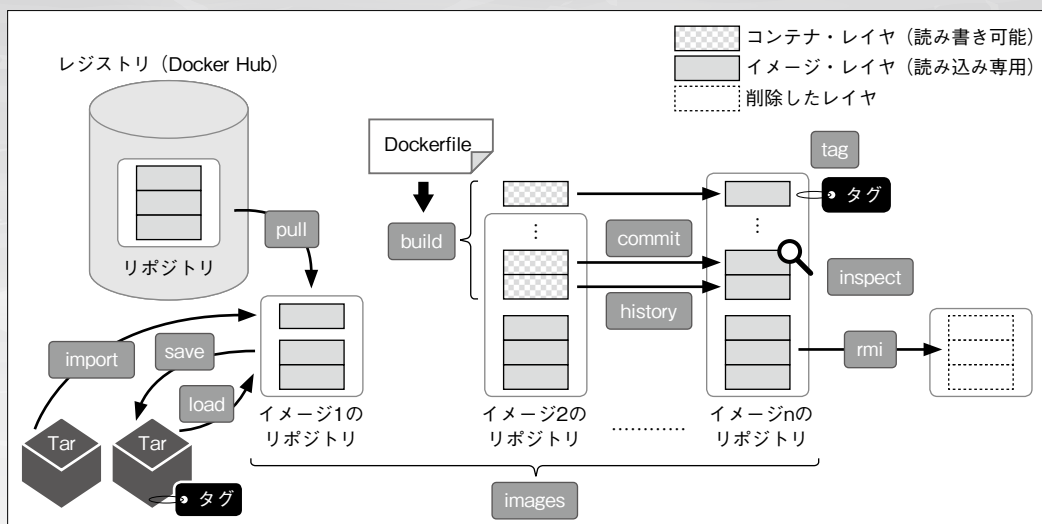 コンテナ・レイヤ（読み書き可能）
イメージ・レイヤ（読み込み専用）
削除したレイヤ
レジストリ（Docker Hub）
リポジトリ
pull
Dockerfile
build
commit
history
tag
タグ
inspect
rmi
import
save
load
Tar
Tar
タグ
イメージ1の
リポジトリ
イメージ2の
リポジトリ
…………
イメージnの
リポジトリ
images